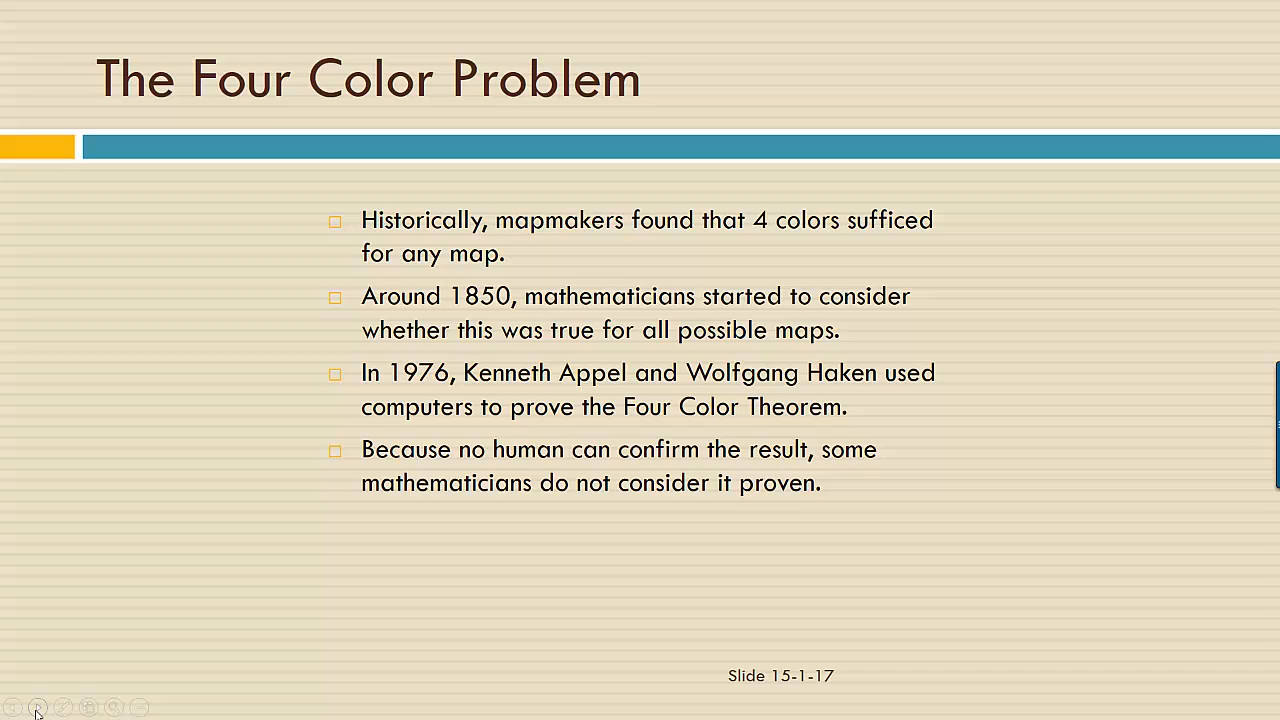 The Four Color Problem
Historically, mapmakers found that 4 colors sufficed
for any map.
Around 1850, mathematicians started to consider
whether this was true for all possible maps.
In 1976, Kenneth Appel and Wolfgang Haken used
computers to prove the Four Color Theorem.
Because no human can confirm the result, some
mathematicians do not consider it proven.
Slide 15-1-17